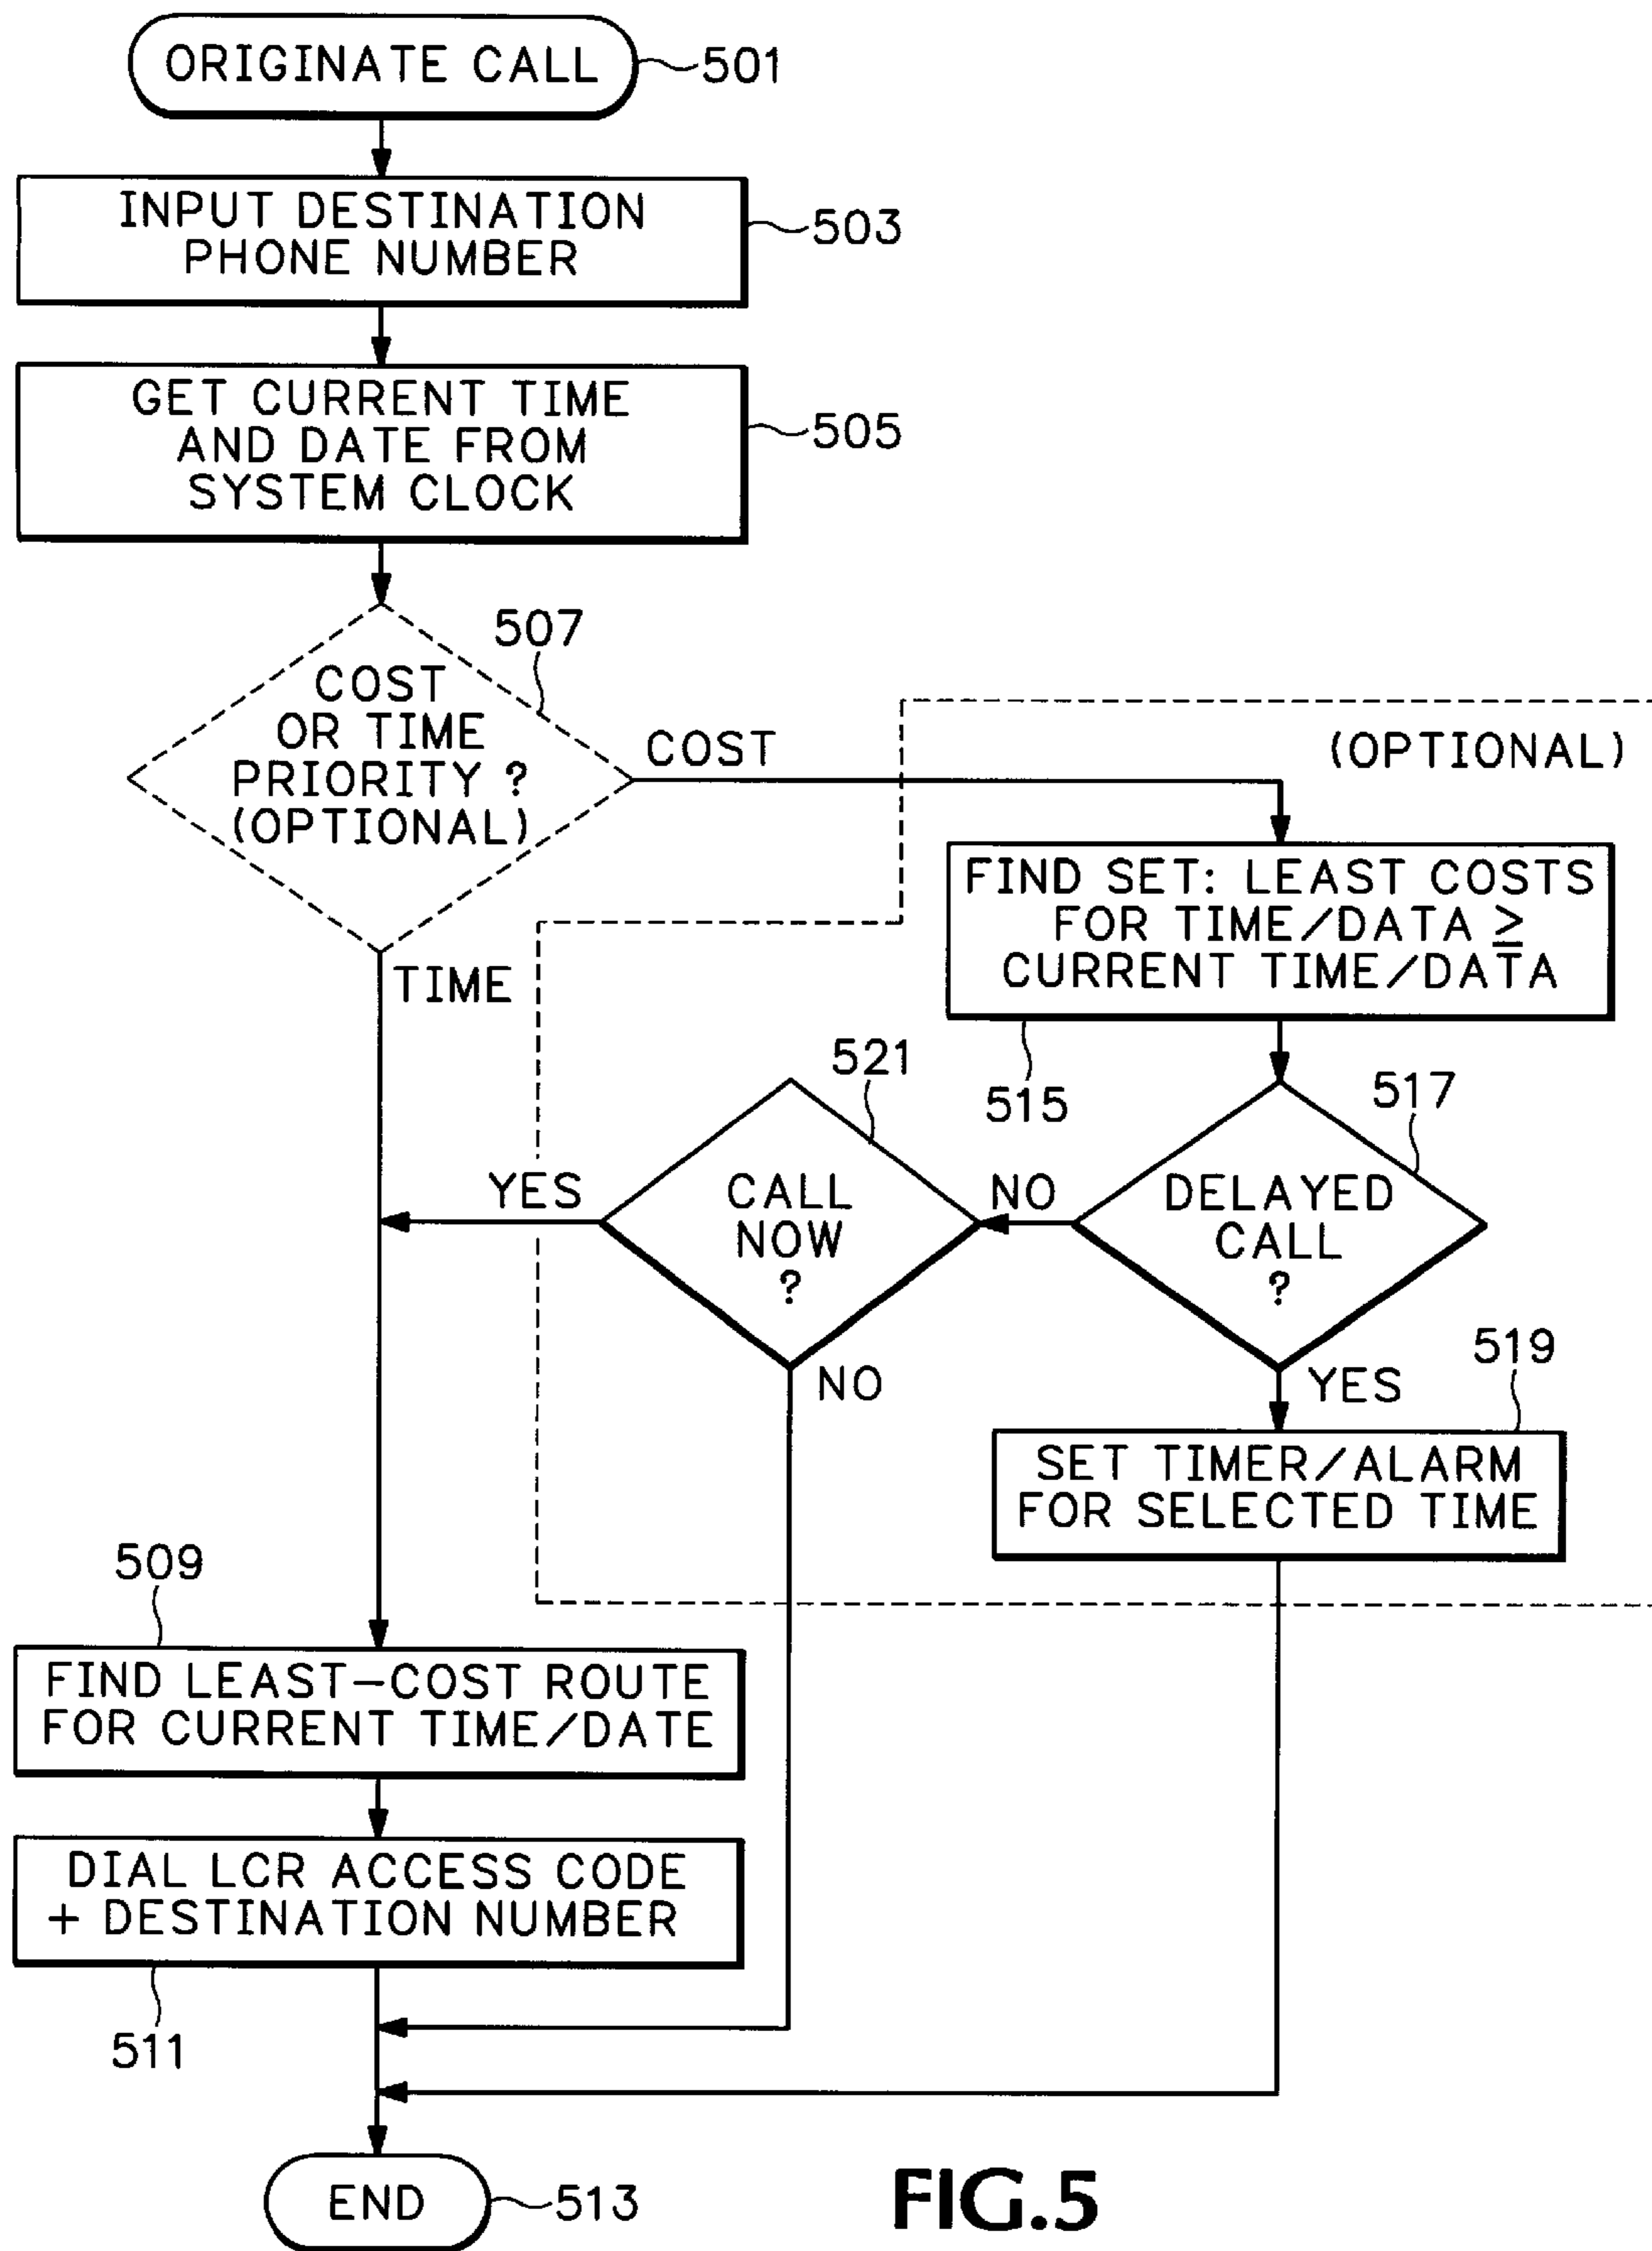 ORIGINATE CALL
501
INPUT DESTINATION
PHONE NUMBER
503
GET CURRENT TIME
AND DATE FROM
SYSTEM CLOCK
505
507
COST
OR TIME
PRIORITY ?
(OPTIONAL)
COST
TIME
(OPTIONAL)
FIND SET: LEAST COSTS
FOR TIME/DATA ≥
CURRENT TIME/DATA
515
517
DELAYED
CALL
?
NO
YES
521
CALL
NOW
?
YES
NO
519
SET TIMER/ALARM
FOR SELECTED TIME
509
FIND LEAST-COST ROUTE
FOR CURRENT TIME/DATE
DIAL LCR ACCESS CODE
+ DESTINATION NUMBER
511
END
513
FIG.5